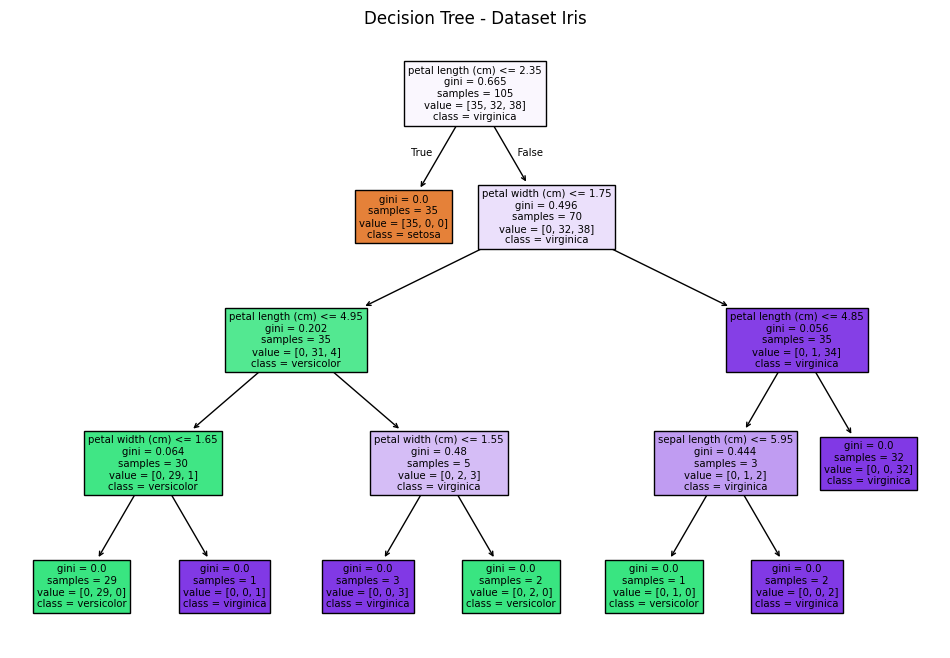 Decision Tree - Dataset Iris
petal length (cm) <= 2.35
gini = 0.665
samples = 105
value = [35, 32, 38]
class = virginica
True
False
gini = 0.0
samples = 35
value = [35, 0, 0]
class = setosa
petal width (cm) <= 1.75
gini = 0.496
samples = 70
value = [0, 32, 38]
class = virginica
petal length (cm) <= 4.95
gini = 0.202
samples = 35
value = [0, 31, 4]
class = versicolor
petal length (cm) <= 4.85
gini = 0.056
samples = 35
value = [0, 1, 34]
class = virginica
petal width (cm) <= 1.65
gini = 0.064
samples = 30
value = [0, 29, 1]
class = versicolor
petal width (cm) <= 1.55
gini = 0.48
samples = 5
value = [0, 2, 3]
class = virginica
sepal length (cm) <= 5.95
gini = 0.444
samples = 3
value = [0, 1, 2]
class = virginica
gini = 0.0
samples = 32
value = [0, 0, 32]
class = virginica
gini = 0.0
samples = 29
value = [0, 29, 0]
class = versicolor
gini = 0.0
samples = 1
value = [0, 0, 1]
class = virginica
gini = 0.0
samples = 3
value = [0, 0, 3]
class = virginica
gini = 0.0
samples = 2
value = [0, 2, 0]
class = versicolor
gini = 0.0
samples = 1
value = [0, 1, 0]
class = versicolor
gini = 0.0
samples = 2
value = [0, 0, 2]
class = virginica